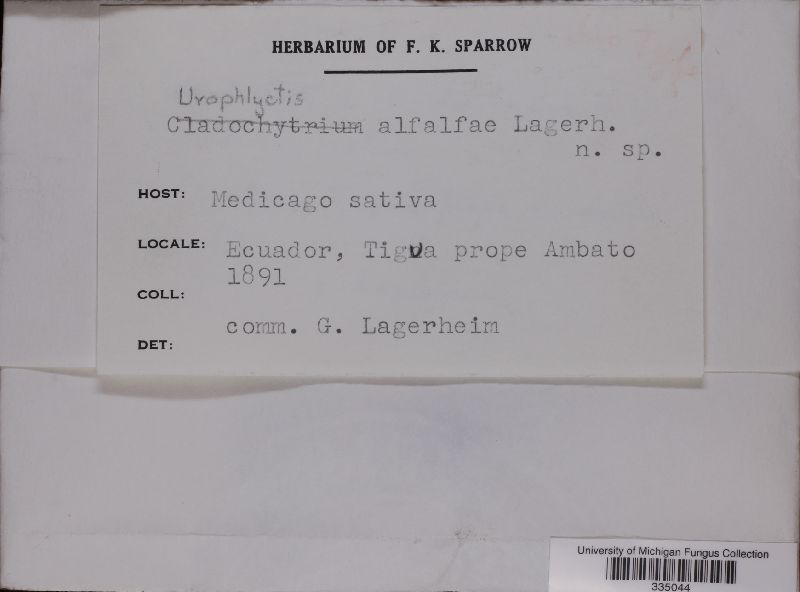 HERBARIUM OF F. K. SPARROW
Urophlyctis
Cladochytrium alfalfae Lagerh.
n. sp.
HOST: Medicago sativa
LOCALE: Ecuador, Tigua prope Ambato
1891
COLL:
comm. G. Lagerheim
DET:
University of Michigan Fungus Collection
335044